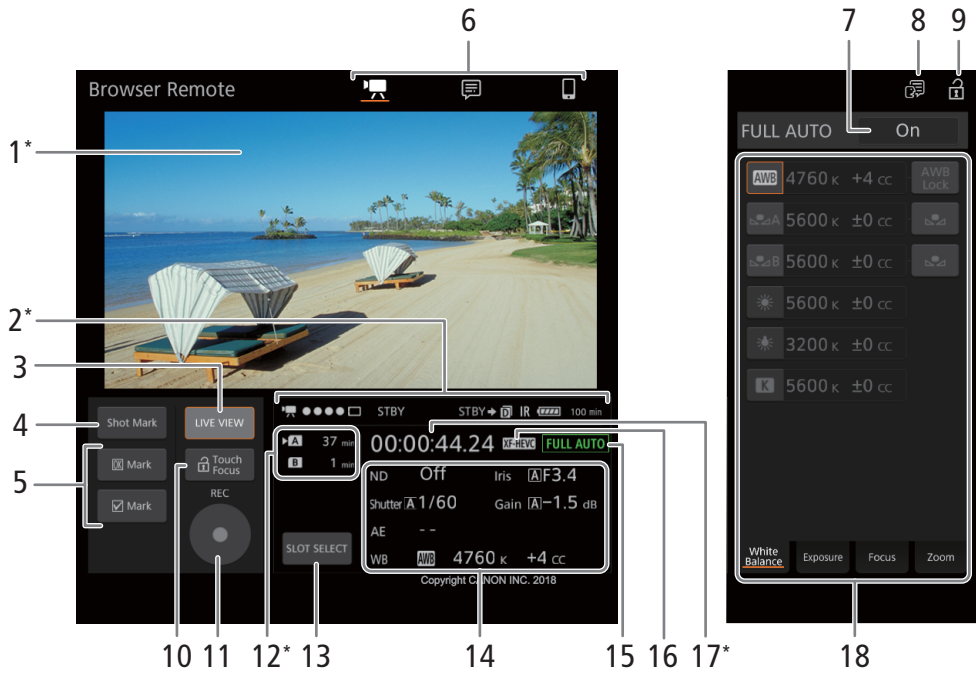 6
7
8
9
Browser Remote
1*
FULL AUTO On
AWB 4760 K +4 CC AWB Lock
A 5600 K ±0 CC
B 5600 K ±0 CC
5600 K ±0 CC
3200 K ±0 CC
K 5600 K ±0 CC
White Balance Exposure Focus Zoom
2*
3
4
5
STBY STBY D IR 100 min
Shot Mark LIVE VIEW
A 37 min 00:00:44.24 XF-HEVC FULL AUTO
B 1 min
OK Mark Touch Focus
Mark REC
ND Off Iris A F3.4
Shutter A 1/60 Gain A -1.5 dB
AE --
SLOT SELECT
WB AWB 4760 K +4 CC
Copyright CANON INC. 2018
10 11 12* 13 14 15 16 17* 18